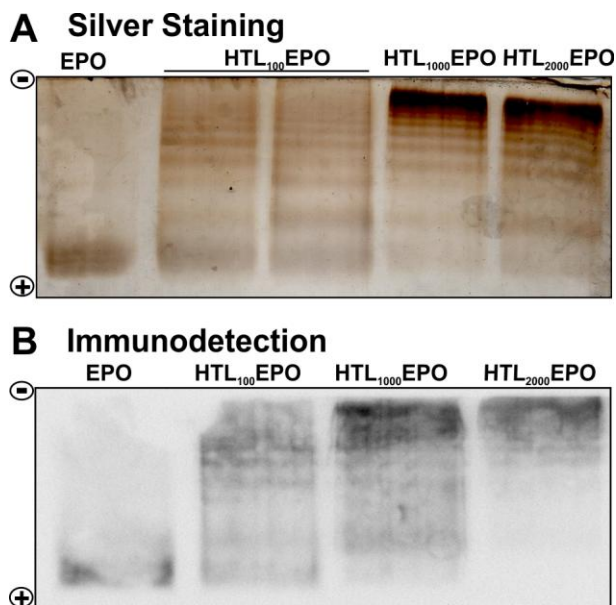 A Silver Staining
EPO HTL₁₀₀EPO HTL₁₀₀₀EPO HTL₂₀₀₀EPO
-
+
B Immunodetection
EPO HTL₁₀₀EPO HTL₁₀₀₀EPO HTL₂₀₀₀EPO
-
+